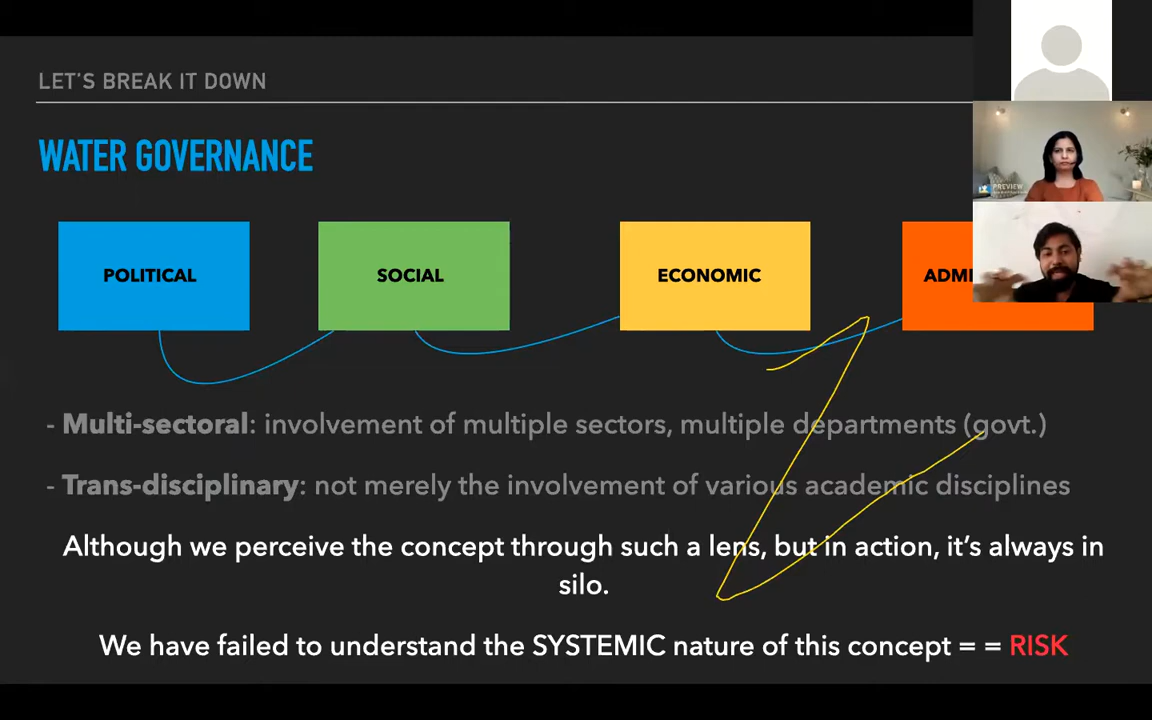 LET'S BREAK IT DOWN
WATER GOVERNANCE
POLITICAL
SOCIAL
ECONOMIC
- Multi-sectoral: involvement of multiple sectors, multiple departments (govt.)
- Trans-disciplinary: not merely the involvement of various academic disciplines
Although we perceive the concept through such a lens, but in action, it's always in
silo.
We have failed to understand the SYSTEMIC nature of this concept = = RISK
PREVIEW